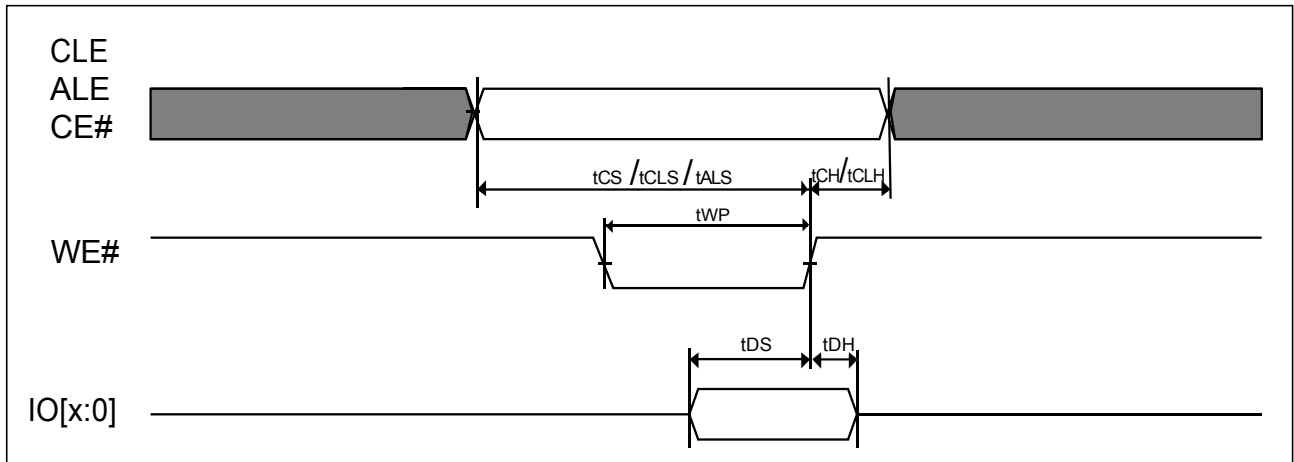 CLE
ALE
CE#
tCS /tCLS / tALS
tCH/tCLH
tWP
WE#
tDS
tDH
IO[x:0]